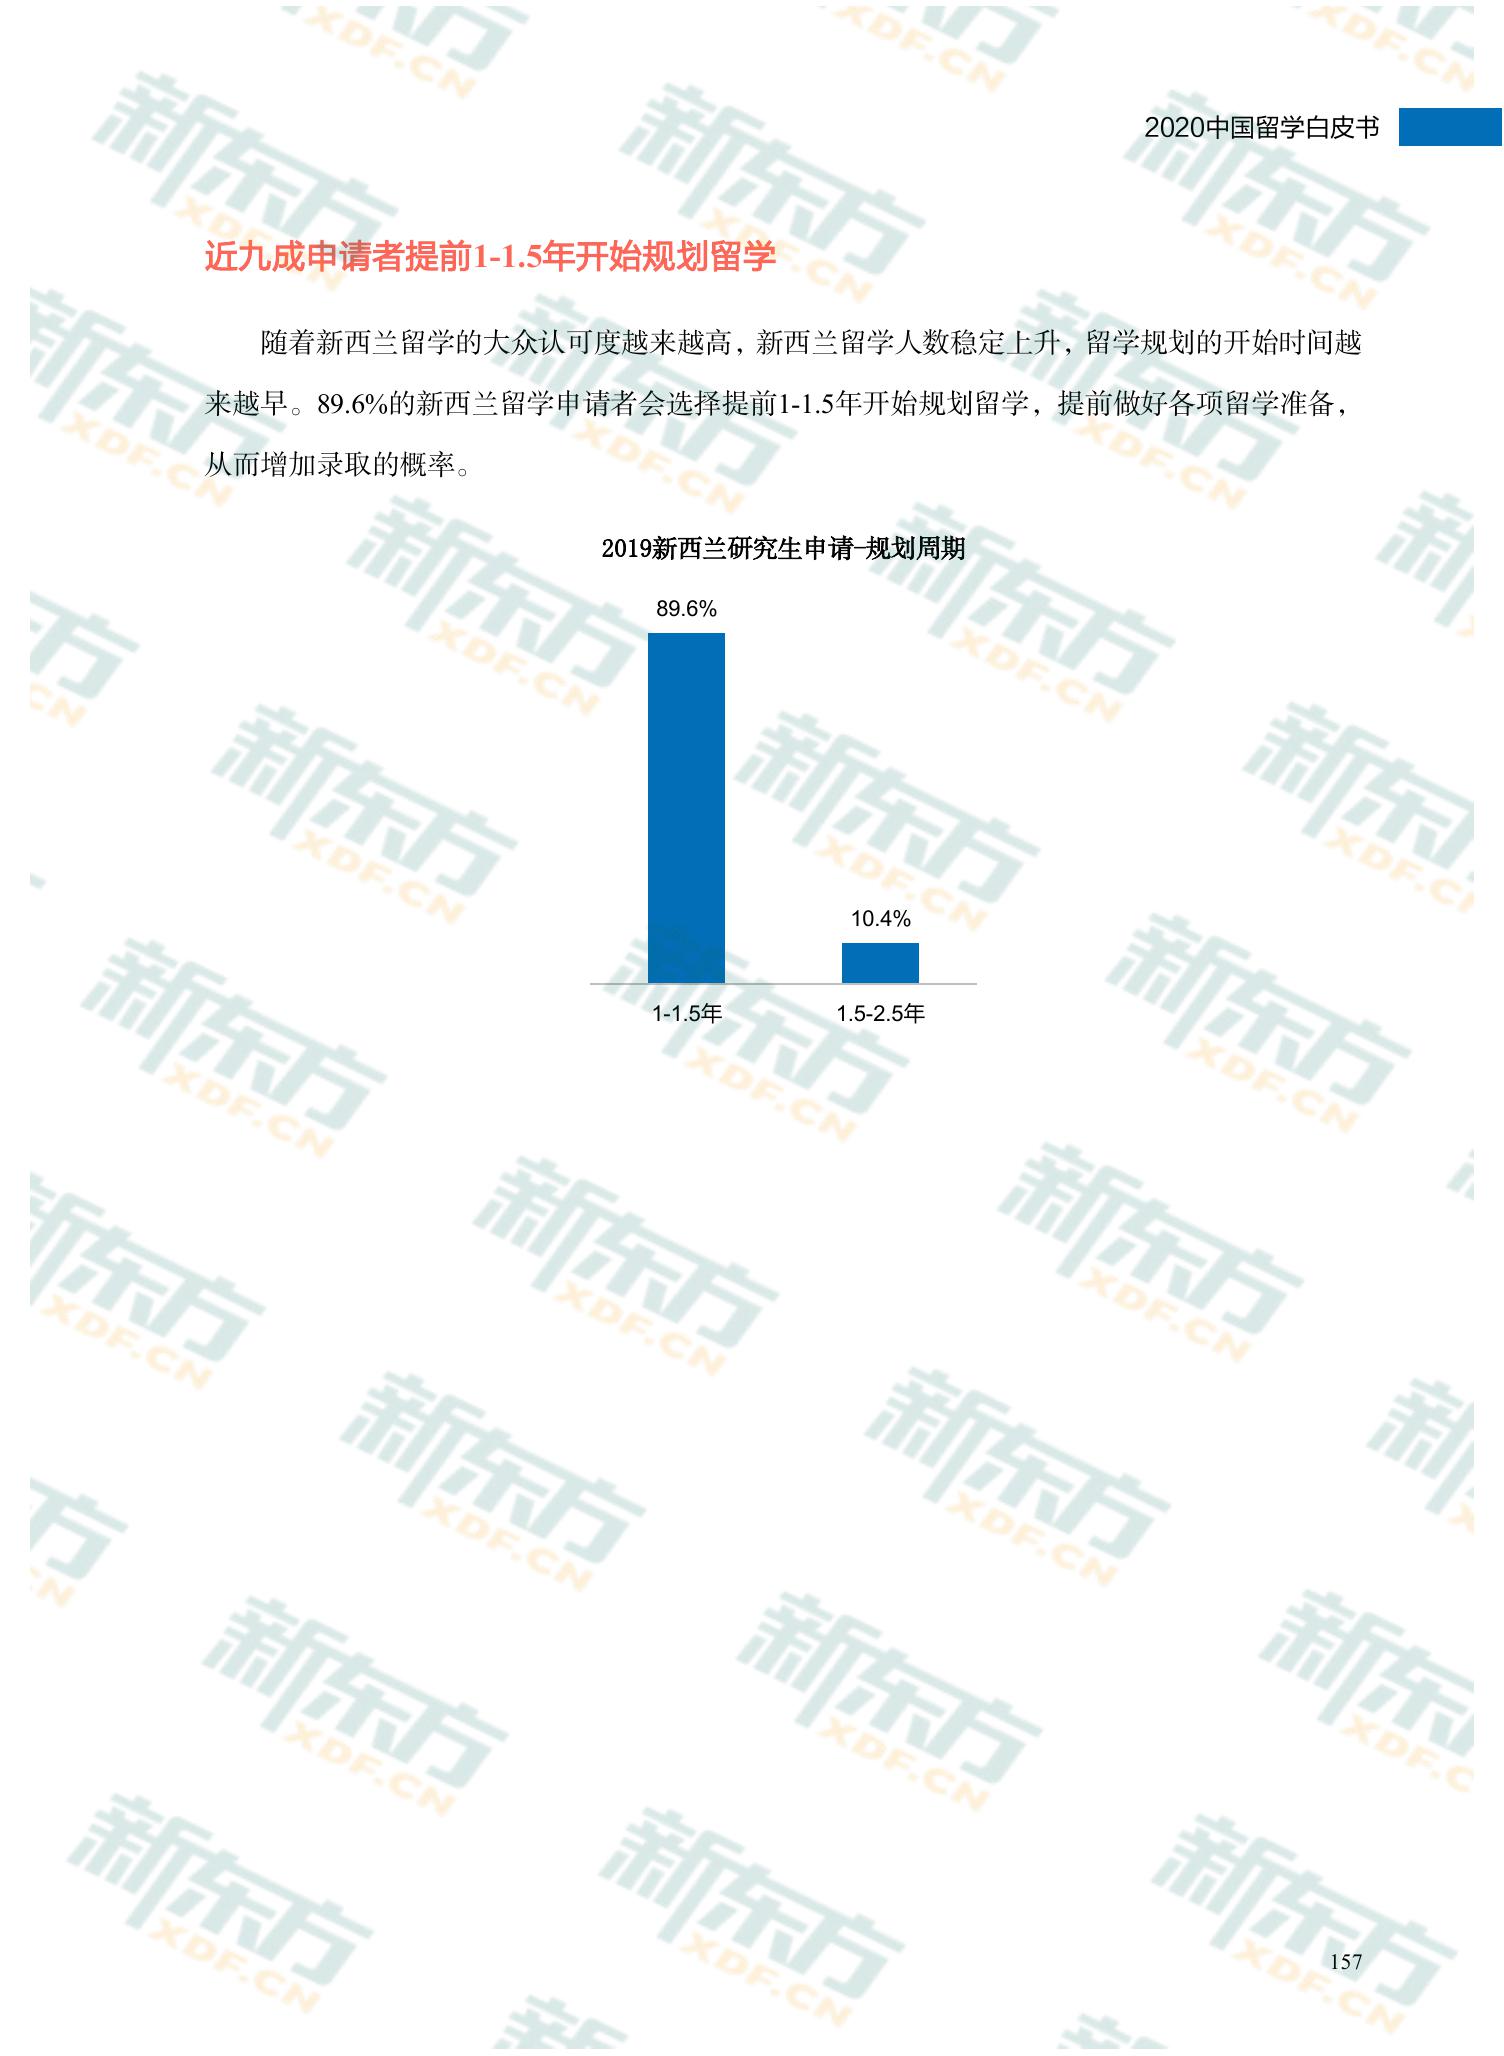 2020中国留学白皮书
近九成申请者提前1-1.5年开始规划留学
随着新西兰留学的大众认可度越来越高，新西兰留学人数稳定上升，留学规划的开始时间越
来越早。89.6%的新西兰留学申请者会选择提前1-1.5年开始规划留学，提前做好各项留学准备，
从而增加录取的概率。
2019新西兰研究生申请-规划周期
89.6%
10.4%
1-1.5年
1.5-2.5年
157
新东方
XDF.CN